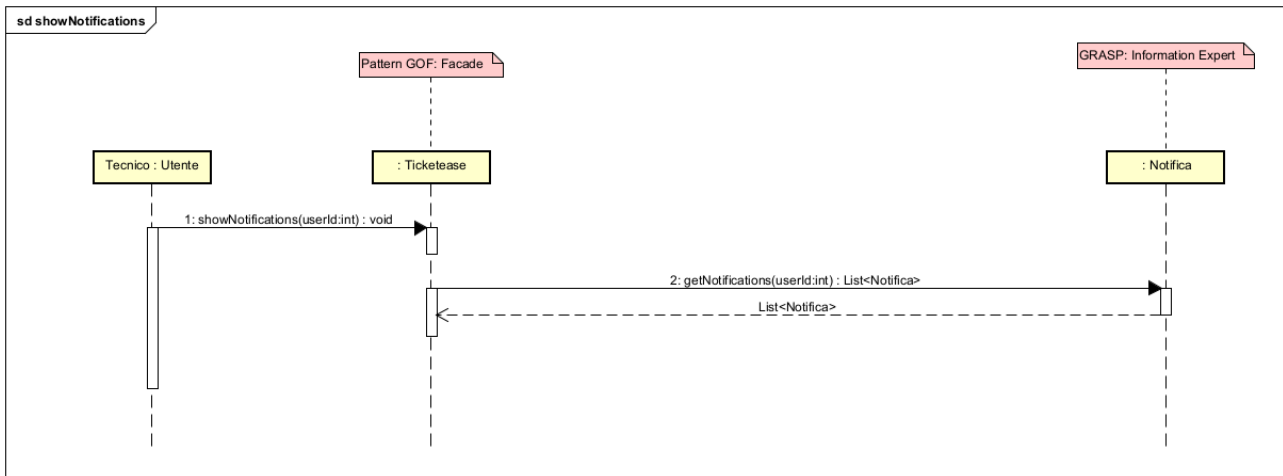 sd showNotifications
Pattern GOF: Facade
GRASP: Information Expert
Tecnico : Utente
: Ticketease
: Notifica
1: showNotifications(userId:int) : void
2: getNotifications(userId:int) : List<Notifica>
List<Notifica>